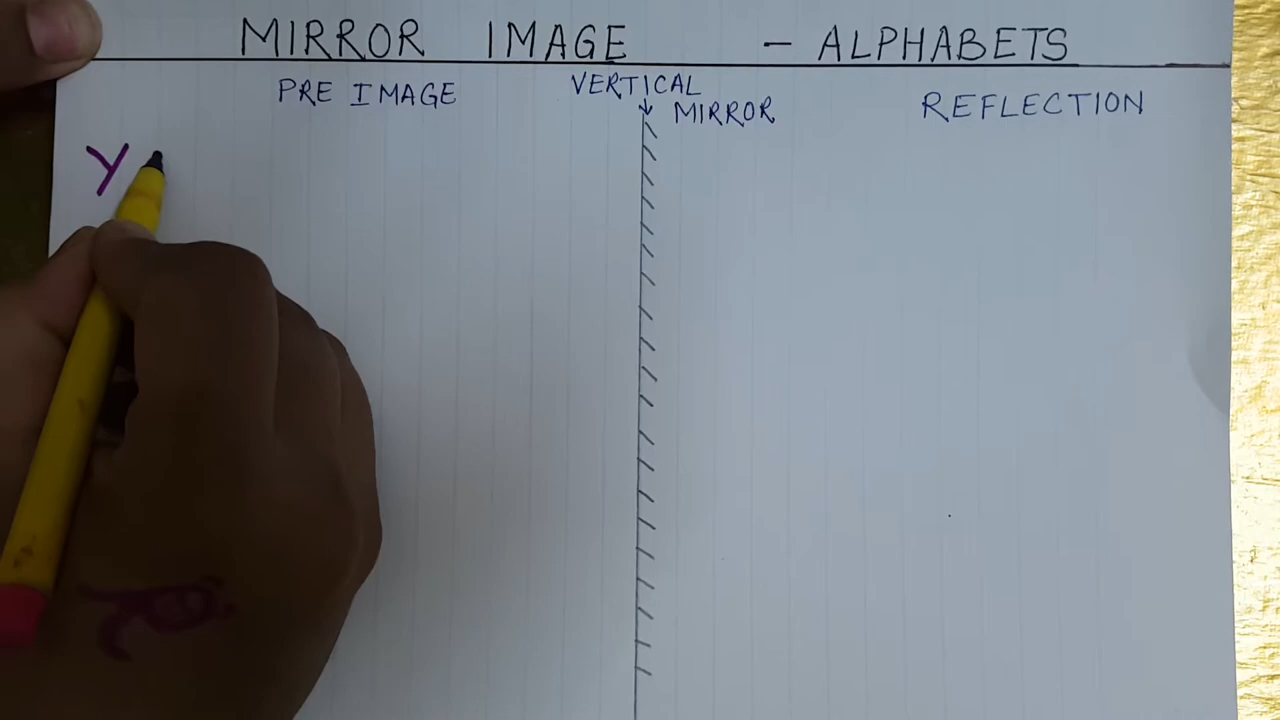 MIRROR IMAGE - ALPHABETS
PRE IMAGE
VERTICAL
MIRROR
REFLECTION
Y